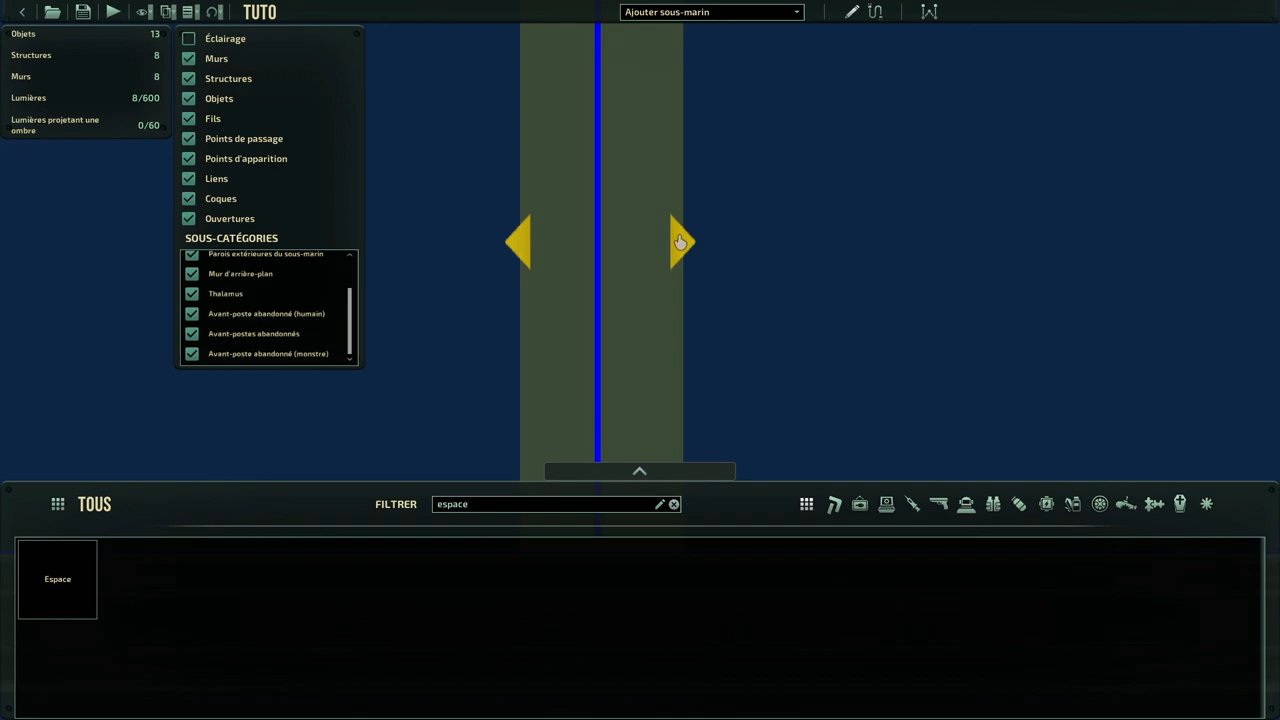 TUTO
Ajouter sous-marin
Objets 13
Structures 8
Murs 8
Lumières 8/600
Lumières projetant une
ombre 0/60
Éclairage
Murs
Structures
Objets
Fils
Points de passage
Points d'apparition
Liens
Coques
Ouvertures
SOUS-CATÉGORIES
Parois extérieures du sous-marin
Mur d'arrière-plan
Thalamus
Avant-poste abandonné (humain)
Avant-postes abandonnés
Avant-poste abandonné (monstre)
TOUS
FILTRER
espace
Espace